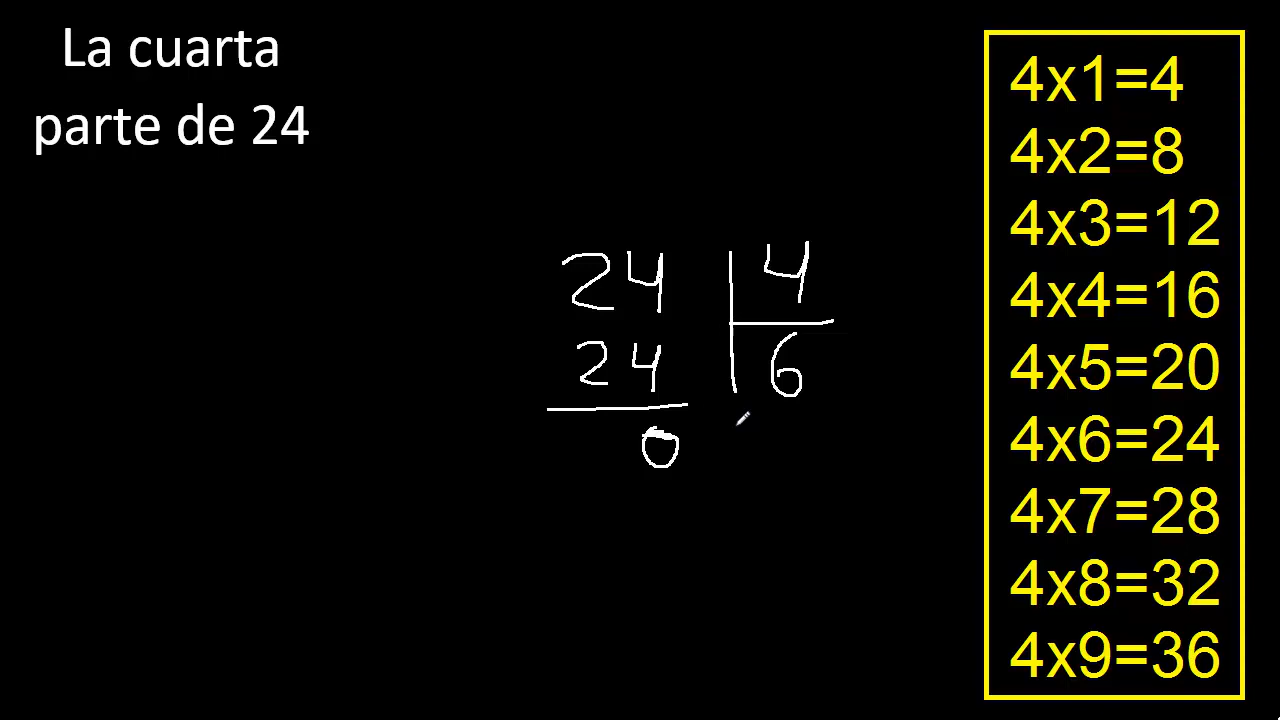 La cuarta
parte de 24
24 4
24 6
0
4x1=4
4x2=8
4x3=12
4x4=16
4x5=20
4x6=24
4x7=28
4x8=32
4x9=36